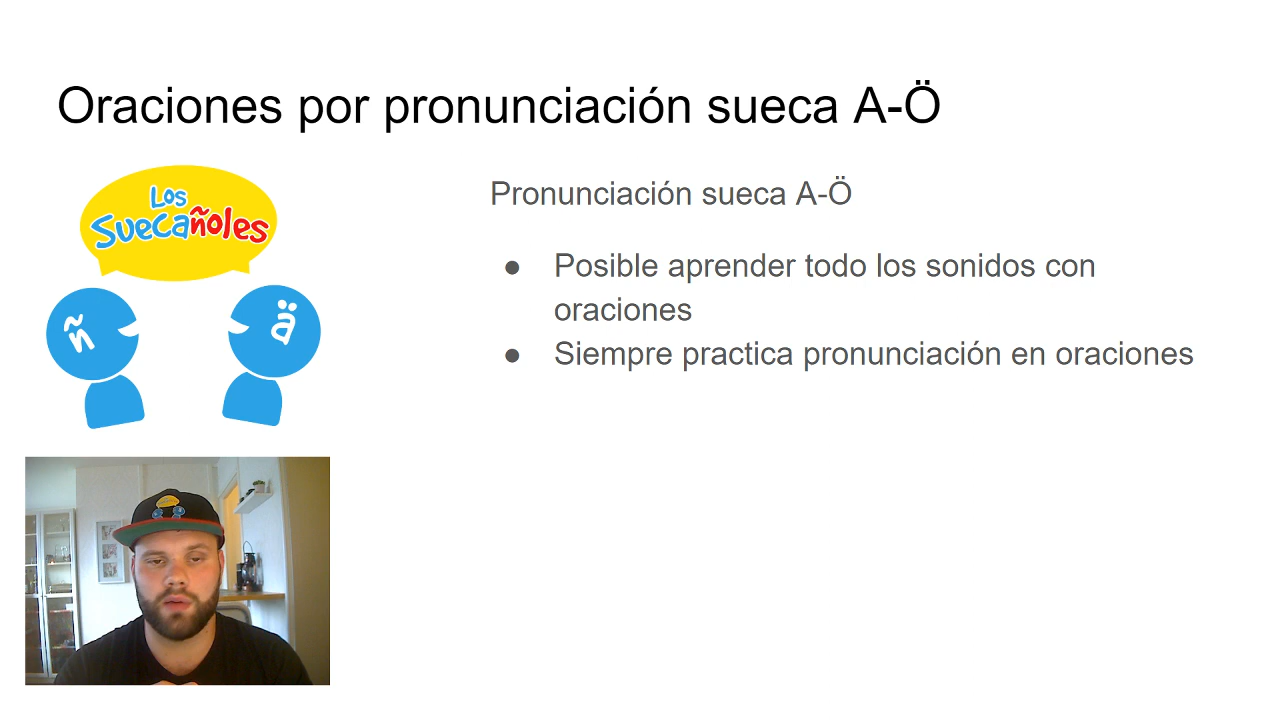 Oraciones por pronunciación sueca A-Ö
Los
Suecañoles
ñ
ä
Pronunciación sueca A-Ö
● Posible aprender todo los sonidos con
oraciones
● Siempre practica pronunciación en oraciones